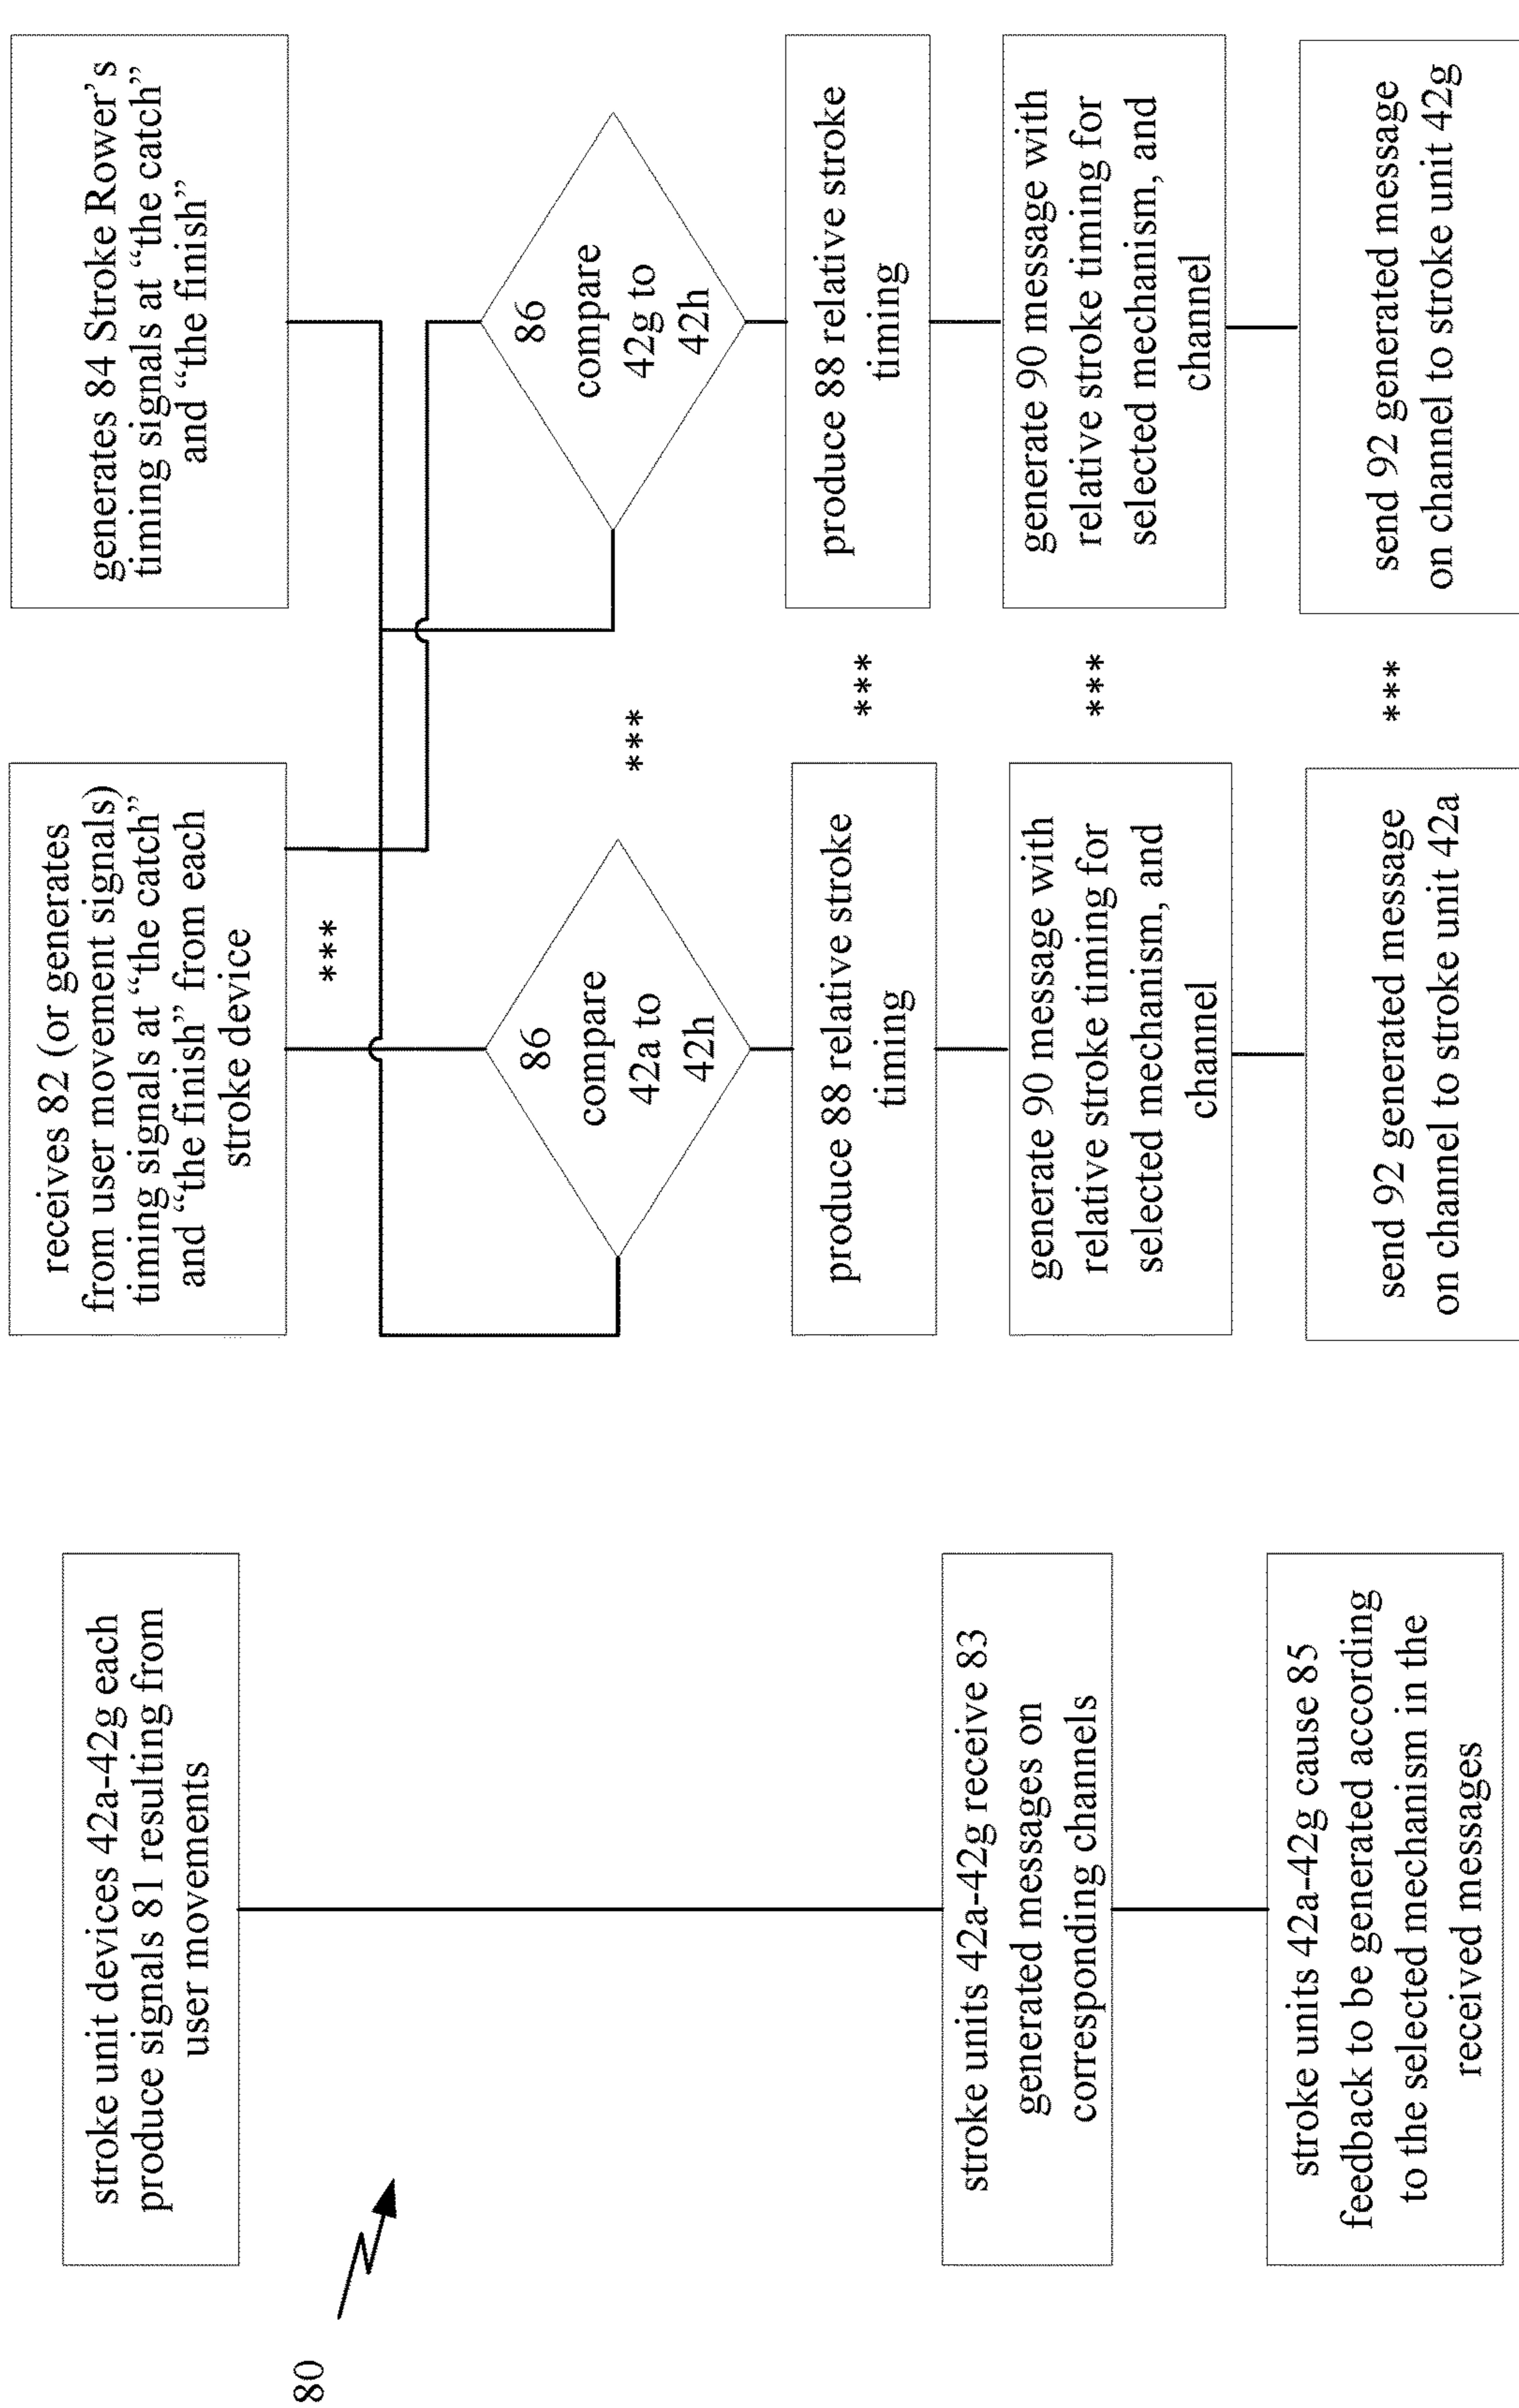 80
stroke unit devices 42a-42g each
produce signals 81 resulting from
user movements
stroke units 42a-42g receive 83
generated messages on
corresponding channels
stroke units 42a-42g cause 85
feedback to be generated according
to the selected mechanism in the
received messages
receives 82 (or generates
from user movement signals)
timing signals at “the catch”
and “the finish” from each
stroke device
***
86
compare
42a to
42h
produce 88 relative stroke
timing
generate 90 message with
relative stroke timing for
selected mechanism, and
channel
send 92 generated message
on channel to stroke unit 42a
***
***
***
***
generates 84 Stroke Rower’s
timing signals at “the catch”
and “the finish”
86
compare
42g to
42h
produce 88 relative stroke
timing
generate 90 message with
relative stroke timing for
selected mechanism, and
channel
send 92 generated message
on channel to stroke unit 42g